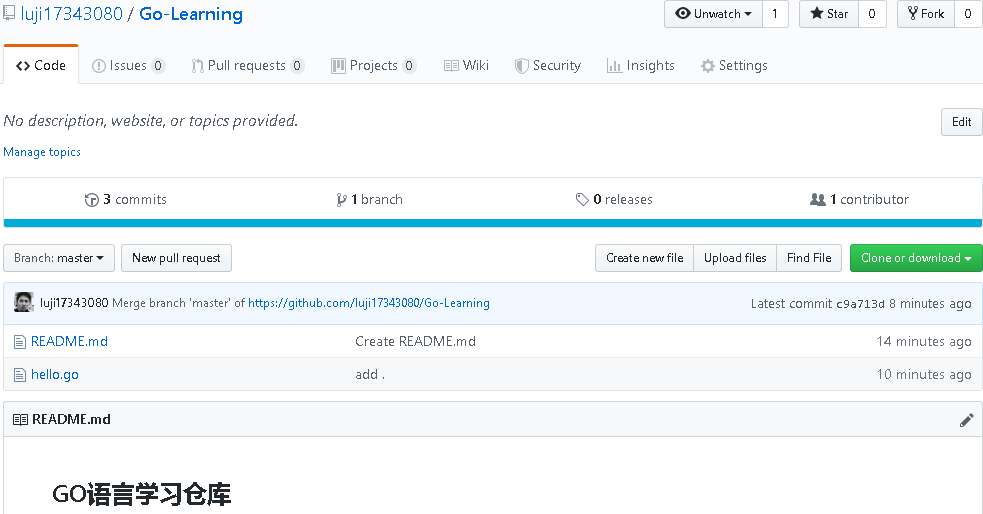 luji17343080 / Go-Learning
Unwatch 1 Star 0 Fork 0
Code Issues 0 Pull requests 0 Projects 0 Wiki Security Insights Settings
No description, website, or topics provided. Edit
Manage topics
3 commits 1 branch 0 releases 1 contributor
Branch: master New pull request Create new file Upload files Find File Clone or download
luji17343080 Merge branch 'master' of https://github.com/luji17343080/Go-Learning Latest commit c9a713d 8 minutes ago
README.md Create README.md 14 minutes ago
hello.go add . 10 minutes ago
README.md
GO语言学习仓库